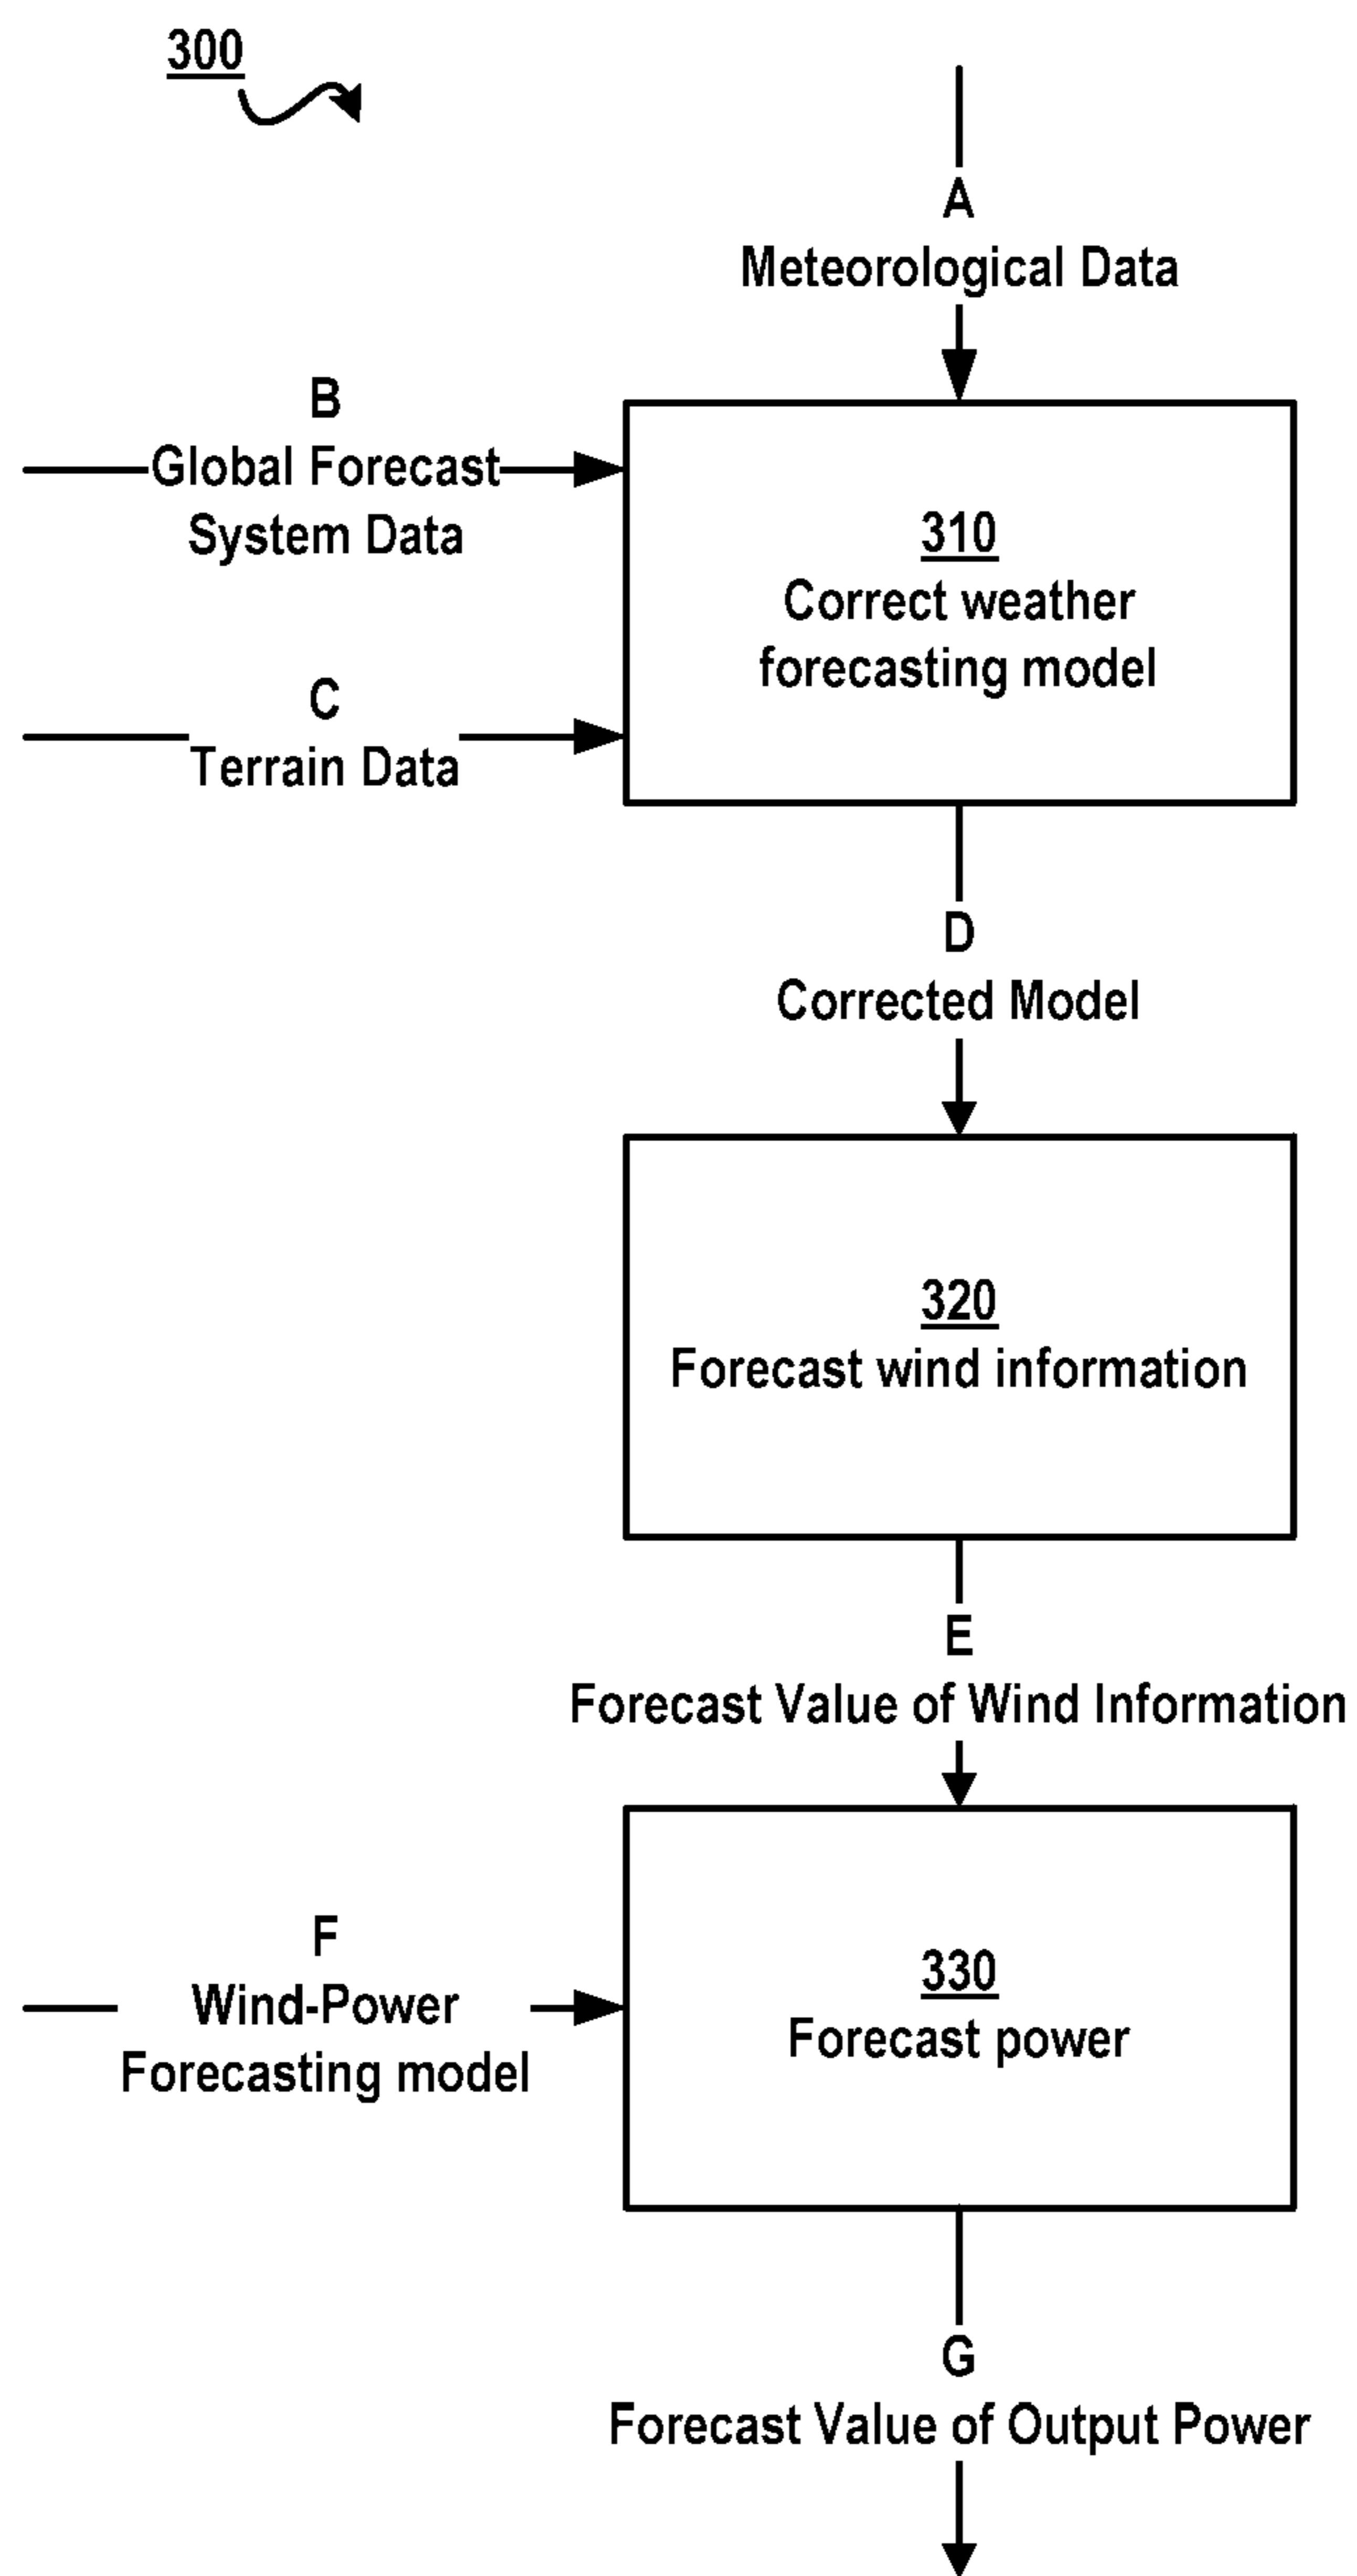 300
A
Meteorological Data
B
Global Forecast
System Data
310
Correct weather
forecasting model
C
Terrain Data
D
Corrected Model
320
Forecast wind information
E
Forecast Value of Wind Information
F
Wind-Power
Forecasting model
330
Forecast power
G
Forecast Value of Output Power